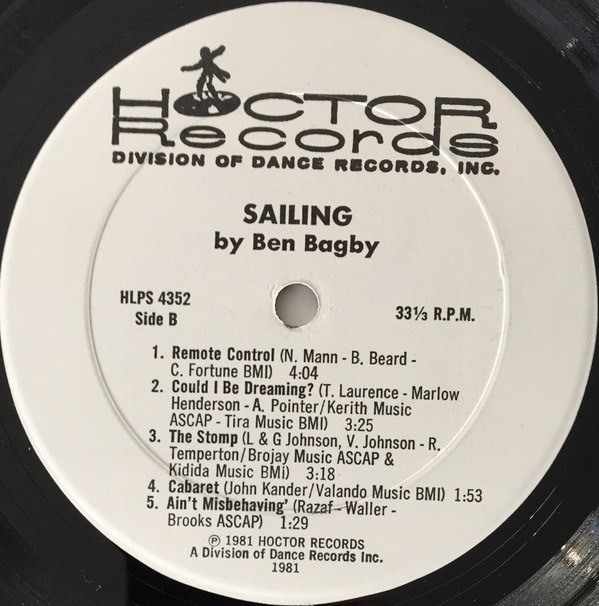 HOCTOR
Records
DIVISION OF DANCE RECORDS, INC.
SAILING
by Ben Bagby
HLPS 4352
Side B
33⅓ R.P.M.
1. Remote Control (N. Mann - B. Beard -
C. Fortune BMI) 4:04
2. Could I Be Dreaming? (T. Laurence - Marlow
Henderson - A. Pointer/Kerith Music
ASCAP - Tira Music BMI) 3:25
3. The Stomp (L & G Johnson, V. Johnson - R.
Temperton/Brojay Music ASCAP &
Kidida Music BMi) 3:18
4. Cabaret (John Kander/Valando Music BMI) 1:53
5. Ain't Misbehaving' (Razaf - Waller -
Brooks ASCAP) 1:29
℗ 1981 HOCTOR RECORDS
A Division of Dance Records Inc.
1981